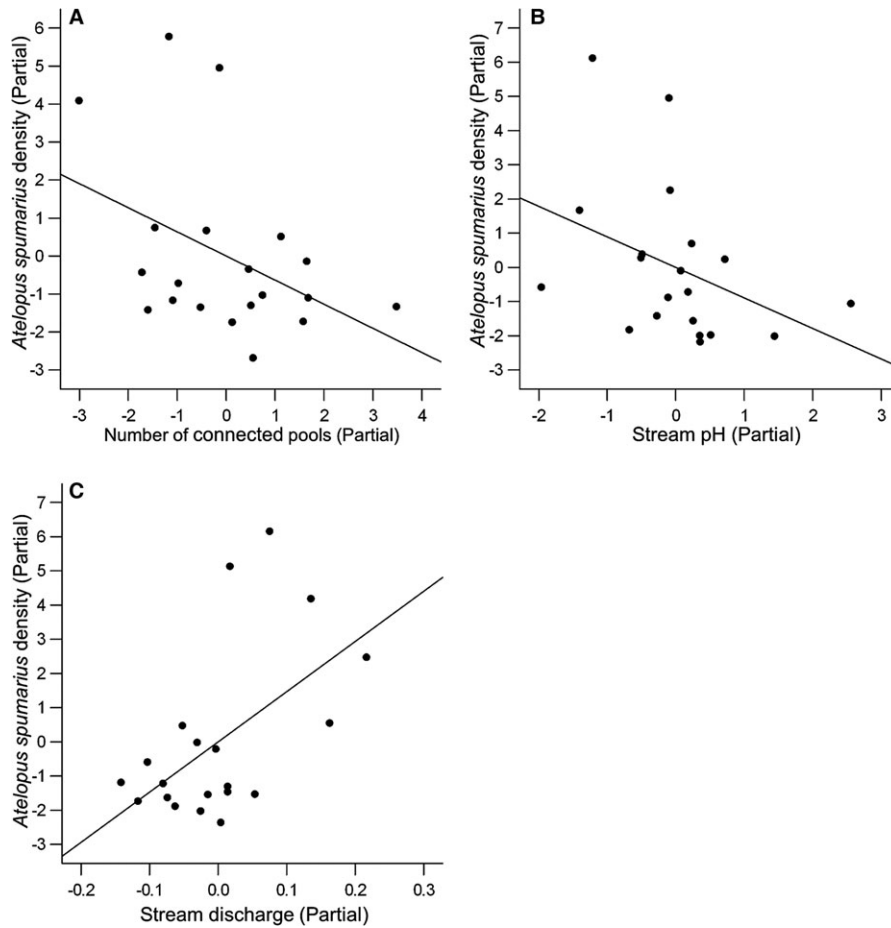 A
Atelopus spumarius density (Partial)
6
5
4
3
2
1
0
-1
-2
-3
-3 -2 -1 0 1 2 3 4
Number of connected pools (Partial)
B
Atelopus spumarius density (Partial)
7
6
5
4
3
2
1
0
-1
-2
-3
-2 -1 0 1 2 3
Stream pH (Partial)
C
Atelopus spumarius density (Partial)
7
6
5
4
3
2
1
0
-1
-2
-3
-0.2 -0.1 0.0 0.1 0.2 0.3
Stream discharge (Partial)